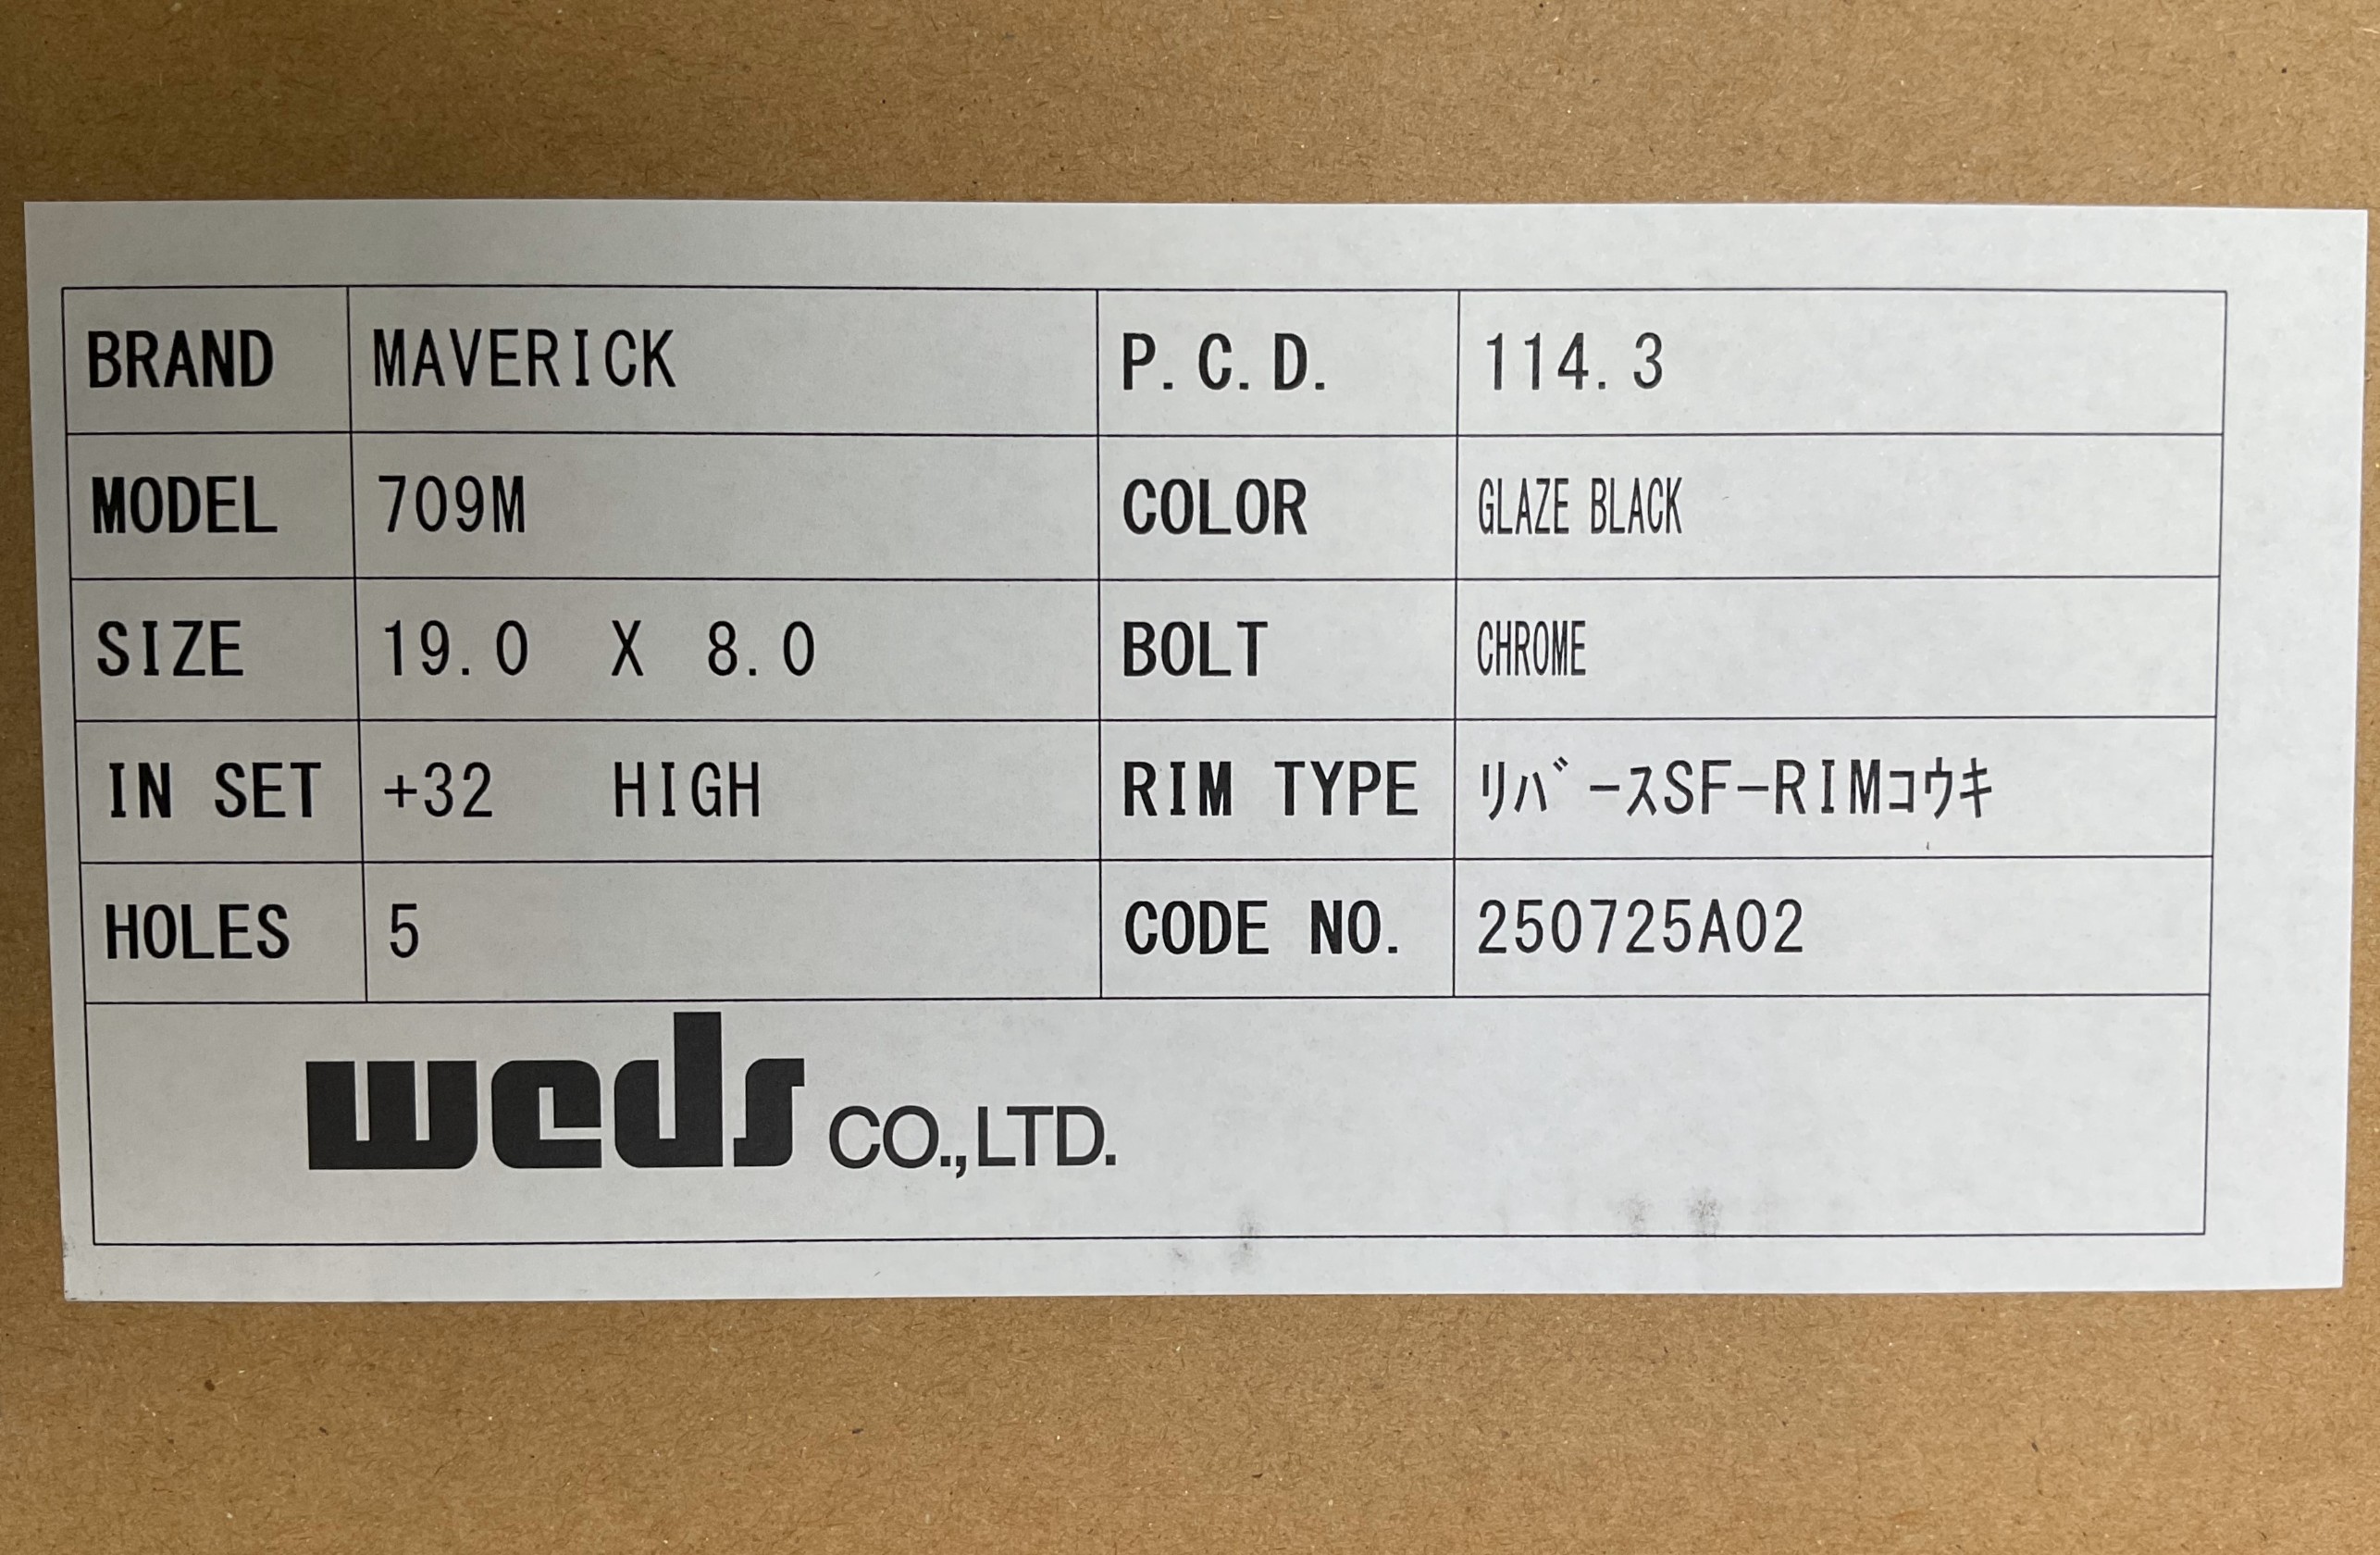 BRAND MAVERICK P.C.D. 114.3
MODEL 709M COLOR GLAZE BLACK
SIZE 19.0 X 8.0 BOLT CHROME
IN SET +32 HIGH RIM TYPE ﾘﾊﾞｰｽSF-RIMｺｳｷ
HOLES 5 CODE NO. 250725A02
weds CO.,LTD.